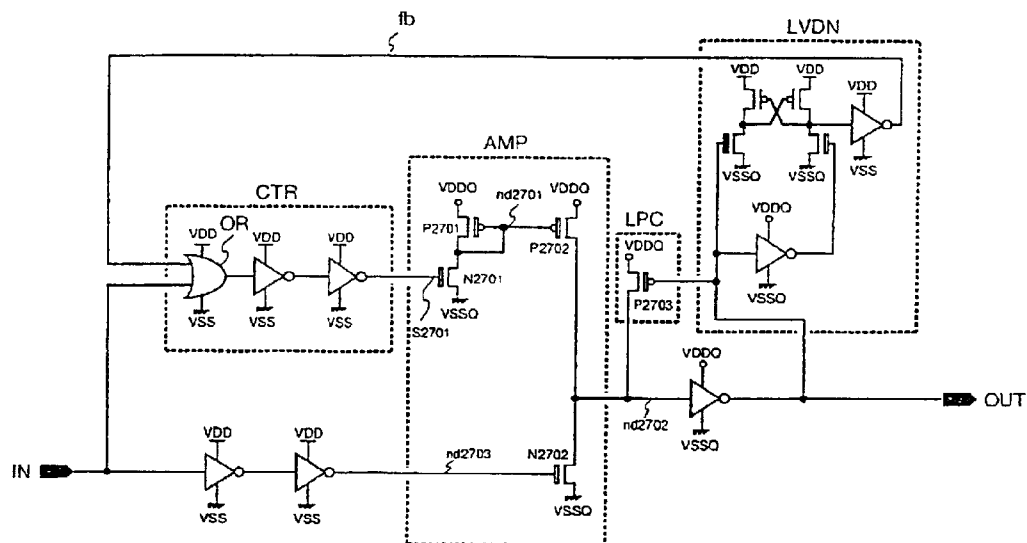 fb
LVDN
VDD VDD
VDD
AMP
VSSQ VSSQ
VSS
CTR
VDDQ nd2701 VDDQ
OR
LPC
VDDQ
VDD VDD VDD
P2701
P2702
VDDQ
N2701
P2703
VSSQ
VSS VSS VSS
S2701
VSSQ
VDDQ
OUT
nd2702
VSSQ
VDD VDD
nd2703
N2702
IN
VSS VSS
VSSQ